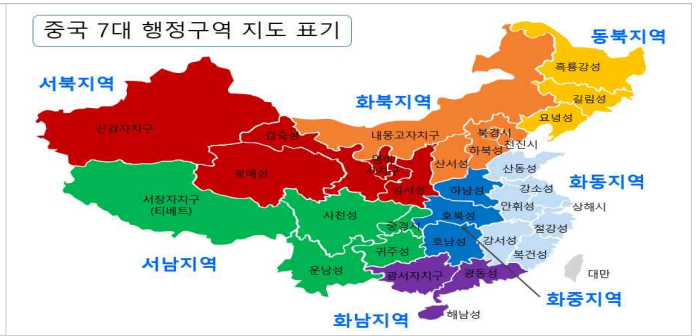 중국 7대 행정구역 지도 표기
동북지역
흑룡강성
서북지역
길림성
화북지역
요녕성
신강자치구
감숙성
내몽고자치구
북경시
천진시
하북성
영하
자치구
산서성
산동성
청해성
화동지역
섬서성
하남성
강소성
서장자치구
(티베트)
안휘성
상해시
사천성
호북성
중경시
절강성
호남성
강서성
귀주성
복건성
서남지역
운남성
광서자치구
광동성
대만
화중지역
해남성
화남지역